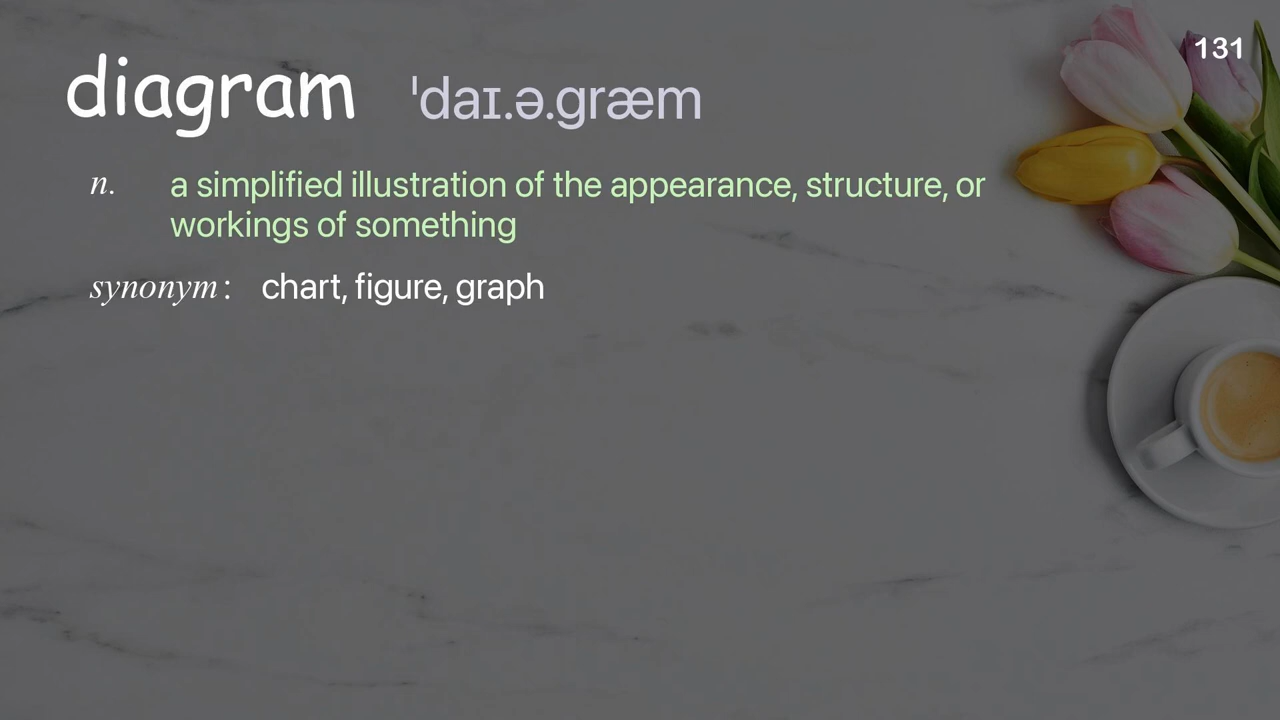 131
diagram ˈdaɪ.ə.græm
n. a simplified illustration of the appearance, structure, or
workings of something
synonym: chart, figure, graph